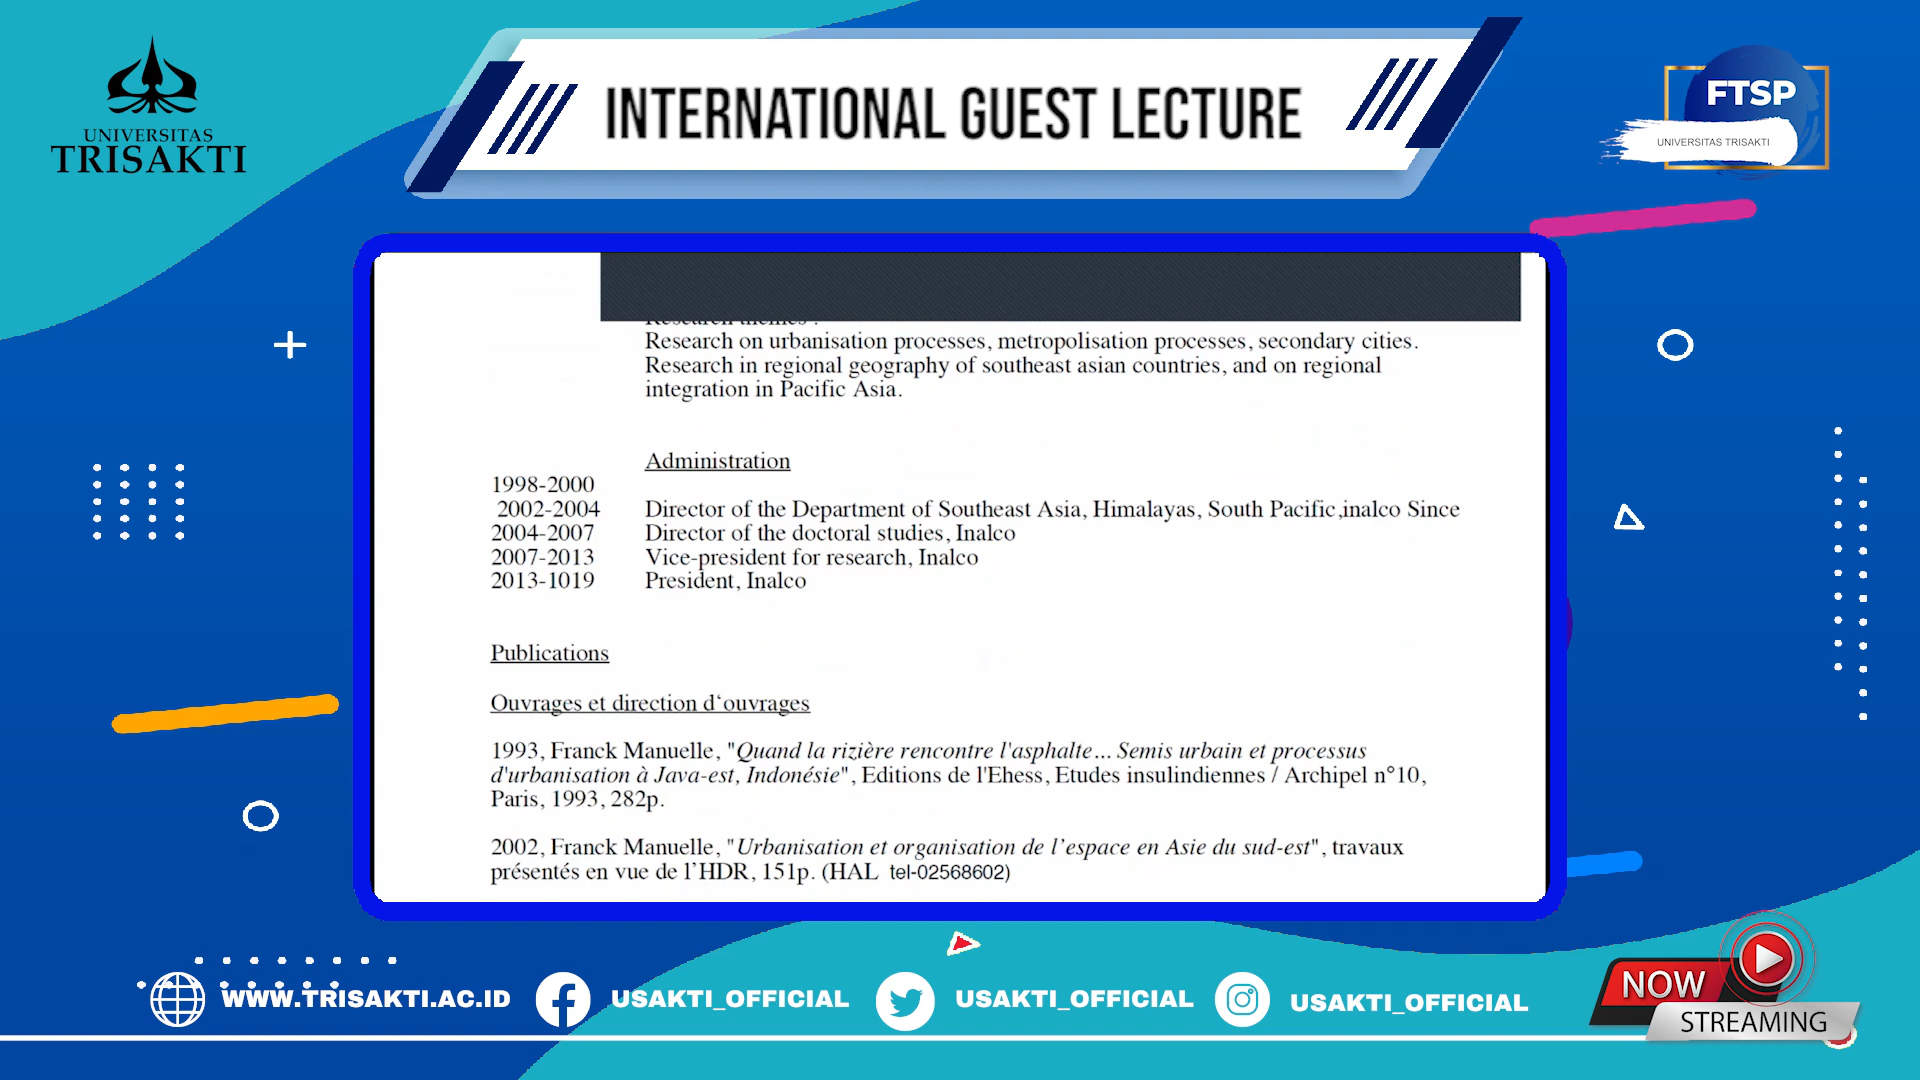 UNIVERSITAS
TRISAKTI
INTERNATIONAL GUEST LECTURE
FTSP
UNIVERSITAS TRISAKTI
Research themes :
Research on urbanisation processes, metropolisation processes, secondary cities.
Research in regional geography of southeast asian countries, and on regional
integration in Pacific Asia.
Administration
1998-2000
2002-2004 Director of the Department of Southeast Asia, Himalayas, South Pacific,inalco Since
2004-2007 Director of the doctoral studies, Inalco
2007-2013 Vice-president for research, Inalco
2013-1019 President, Inalco
Publications
Ouvrages et direction d‘ouvrages
1993, Franck Manuelle, "Quand la rizière rencontre l'asphalte... Semis urbain et processus
d'urbanisation à Java-est, Indonésie", Editions de l'Ehess, Etudes insulindiennes / Archipel n°10,
Paris, 1993, 282p.
2002, Franck Manuelle, "Urbanisation et organisation de l’espace en Asie du sud-est", travaux
présentés en vue de l’HDR, 151p. (HAL tel-02568602)
WWW.TRISAKTI.AC.ID USAKTI_OFFICIAL USAKTI_OFFICIAL USAKTI_OFFICIAL
NOW
STREAMING